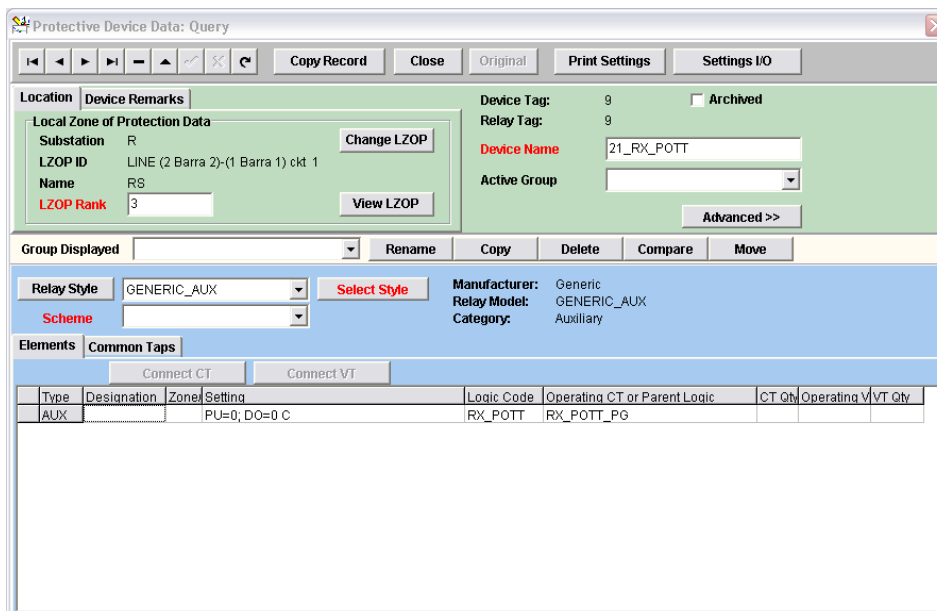 Protective Device Data: Query
Copy Record Close Original Print Settings Settings I/O
Location Device Remarks
Local Zone of Protection Data
Substation R
Change LZOP
LZOP ID LINE (2 Barra 2)-(1 Barra 1) ckt 1
Name RS
LZOP Rank 3
View LZOP
Device Tag: 9
Archived
Relay Tag: 9
Device Name 21_RX_POTT
Active Group
Advanced >>
Group Displayed Rename Copy Delete Compare Move
Relay Style GENERIC_AUX Select Style
Scheme
Manufacturer: Generic
Relay Model: GENERIC_AUX
Category: Auxiliary
Elements Common Taps
Connect CT Connect VT
Type Designation Zone/ Setting Logic Code Operating CT or Parent Logic CT Qty Operating V VT Qty
AUX PU=0; DO=0 C RX_POTT RX_POTT_PG